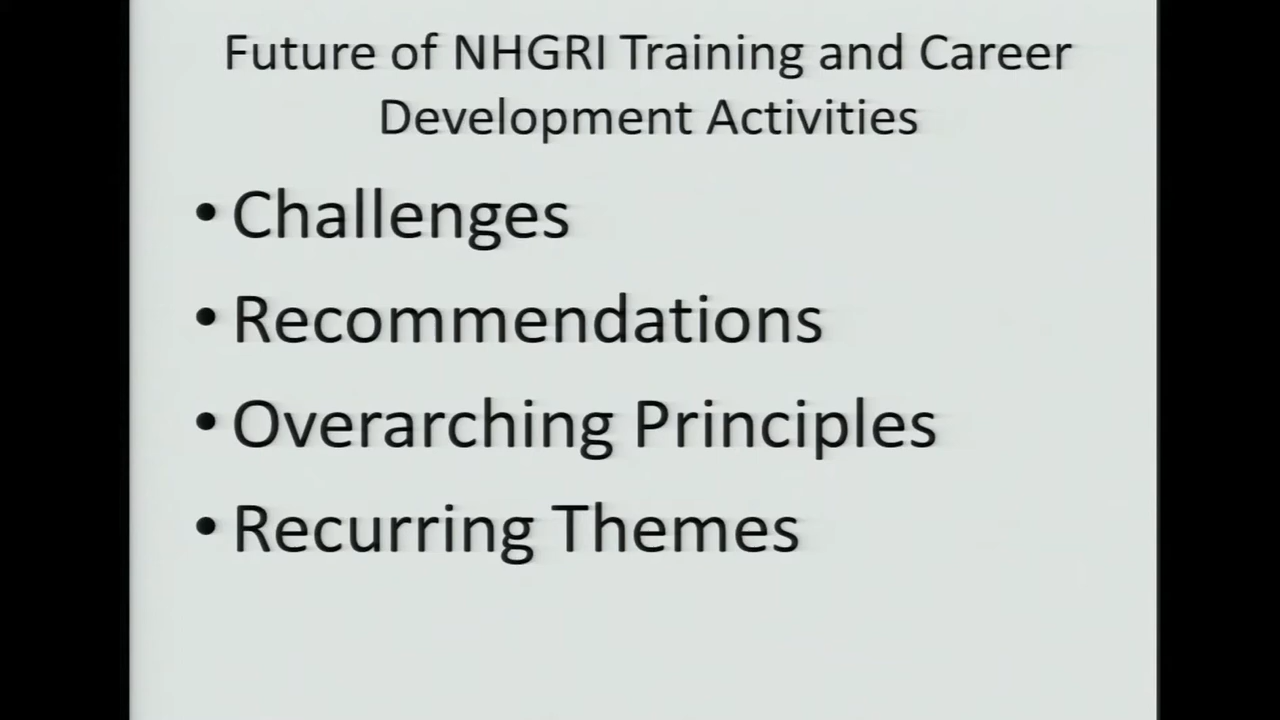 Future of NHGRI Training and Career
Development Activities
• Challenges
• Recommendations
• Overarching Principles
• Recurring Themes